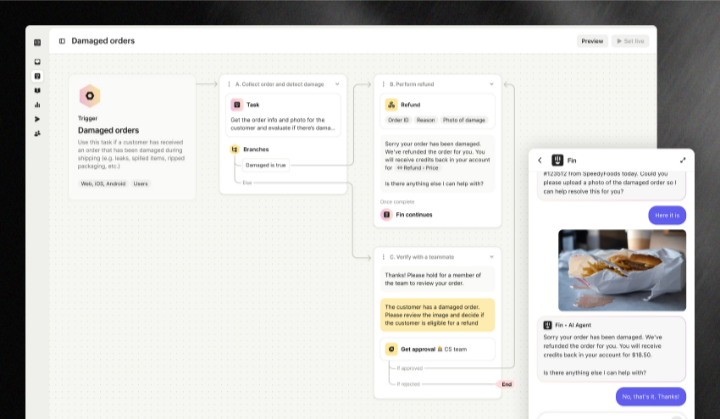 Damaged orders
Preview
Set live
Trigger
Damaged orders
Use this task if a customer has received
an order that has been damaged during
shipping (e.g. leaks, spilled items, ripped
packaging, etc.)
Web, iOS, Android
Users
A. Collect order and detect damage
Task
Get the order info and photo for the
customer and evaluate if there's dama...
Branches
Damaged is true
Else
B. Perform refund
Refund
Order ID
Reason
Photo of damage
Sorry your order has been damaged.
We've refunded the order for you. You
will receive credits back in your account
for Refund › Price
Is there anything else I can help with?
Once complete
Fin continues
C. Verify with a teammate
Thanks! Please hold for a member of
the team to review your order.
The customer has a damaged order.
Please review the image and decide if
the customer is eligible for a refund
Get approval CS team
If approved
If rejected
End
Fin
#123512 from SpeedyFoods today. Could you
please upload a photo of the damaged order so I
can help resolve this for you?
Here it is
Fin • AI Agent
Sorry your order has been damaged. We've
refunded the order for you. You will receive
credits back in your account for $18.50.
Is there anything else I can help with?
No, that's it. Thanks!